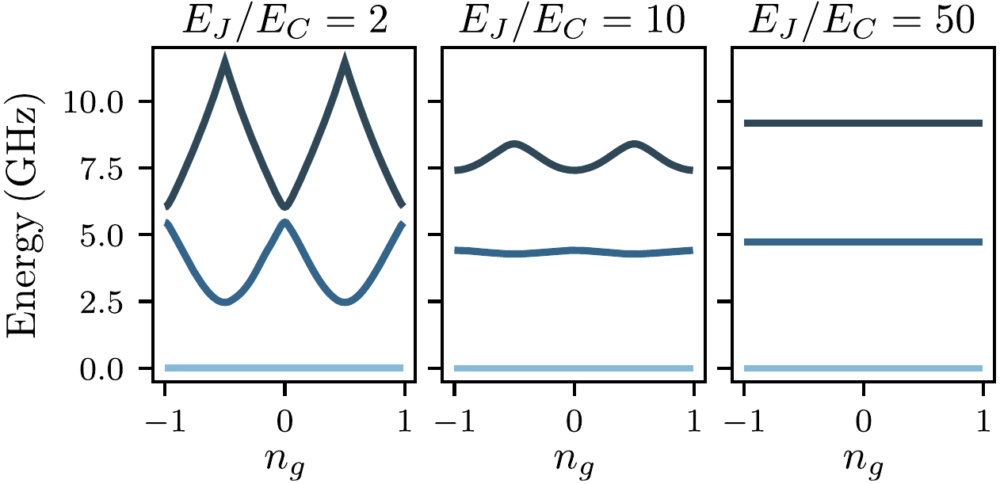 E_J/E_C = 2
E_J/E_C = 10
E_J/E_C = 50
Energy (GHz)
10.0
7.5
5.0
2.5
0.0
−1 0 1
−1 0 1
−1 0 1
n_g
n_g
n_g